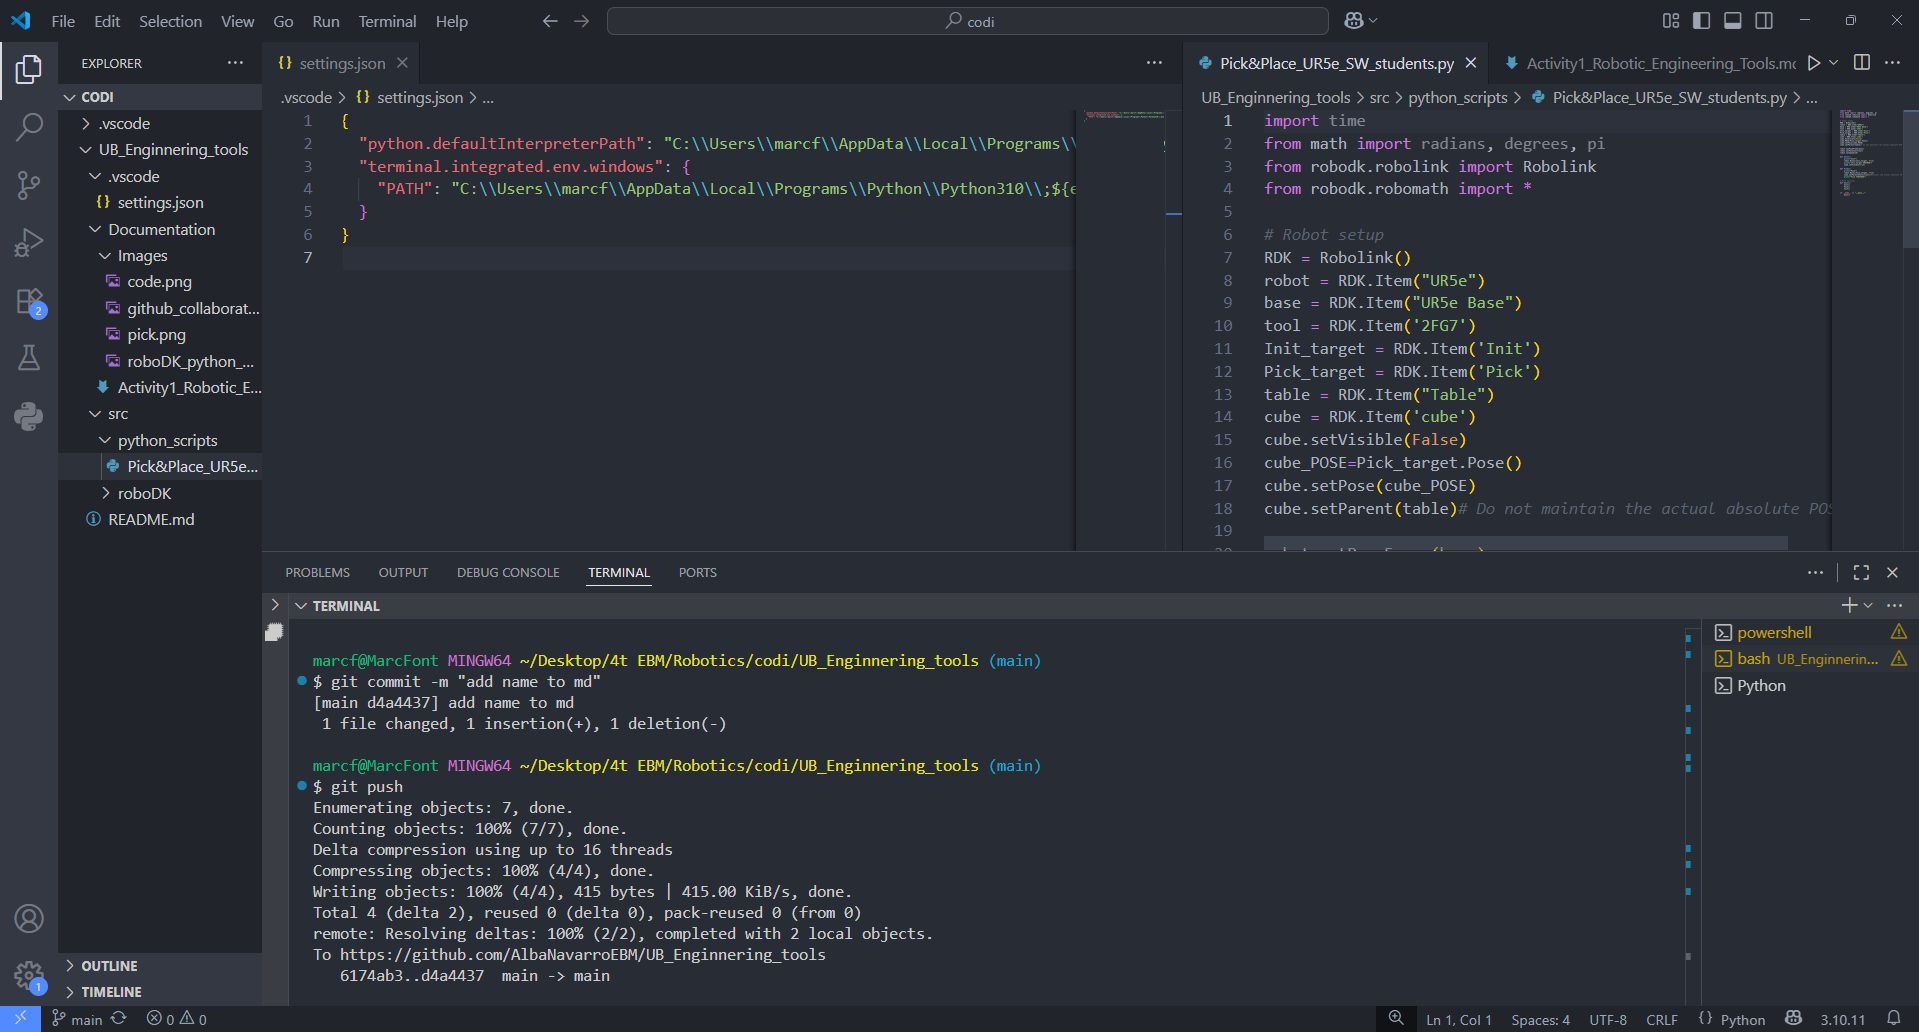 File Edit Selection View Go Run Terminal Help
codi
EXPLORER
CODI
.vscode
UB_Enginnering_tools
.vscode
settings.json
Documentation
Images
code.png
github_collaborat...
pick.png
roboDK_python_...
Activity1_Robotic_E...
src
python_scripts
Pick&Place_UR5e...
roboDK
README.md
OUTLINE
TIMELINE
settings.json
.vscode > settings.json > ...
1 {
2 "python.defaultInterpreterPath": "C:\\Users\\marcf\\AppData\\Local\\Programs\\
3 "terminal.integrated.env.windows": {
4 "PATH": "C:\\Users\\marcf\\AppData\\Local\\Programs\\Python\\Python310\\;${e
5 }
6 }
7
Pick&Place_UR5e_SW_students.py Activity1_Robotic_Engineering_Tools.md
UB_Enginnering_tools > src > python_scripts > Pick&Place_UR5e_SW_students.py > ...
1 import time
2 from math import radians, degrees, pi
3 from robodk.robolink import Robolink
4 from robodk.robomath import *
5
6 # Robot setup
7 RDK = Robolink()
8 robot = RDK.Item("UR5e")
9 base = RDK.Item("UR5e Base")
10 tool = RDK.Item('2FG7')
11 Init_target = RDK.Item('Init')
12 Pick_target = RDK.Item('Pick')
13 table = RDK.Item("Table")
14 cube = RDK.Item('cube')
15 cube.setVisible(False)
16 cube_POSE=Pick_target.Pose()
17 cube.setPose(cube_POSE)
18 cube.setParent(table)# Do not maintain the actual absolute POS
19
PROBLEMS OUTPUT DEBUG CONSOLE TERMINAL PORTS
TERMINAL
marcf@MarcFont MINGW64 ~/Desktop/4t EBM/Robotics/codi/UB_Enginnering_tools (main)
$ git commit -m "add name to md"
[main d4a4437] add name to md
1 file changed, 1 insertion(+), 1 deletion(-)
marcf@MarcFont MINGW64 ~/Desktop/4t EBM/Robotics/codi/UB_Enginnering_tools (main)
$ git push
Enumerating objects: 7, done.
Counting objects: 100% (7/7), done.
Delta compression using up to 16 threads
Compressing objects: 100% (4/4), done.
Writing objects: 100% (4/4), 415 bytes | 415.00 KiB/s, done.
Total 4 (delta 2), reused 0 (delta 0), pack-reused 0 (from 0)
remote: Resolving deltas: 100% (2/2), completed with 2 local objects.
To https://github.com/AlbaNavarroEBM/UB_Enginnering_tools
6174ab3..d4a4437 main -> main
powershell
bash UB_Enginnerin...
Python
2
1
main 0 0
Ln 1, Col 1 Spaces: 4 UTF-8 CRLF {} Python 3.10.11